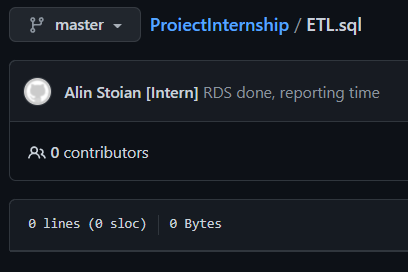 master ProiectInternship / ETL.sql
Alin Stoian [Intern] RDS done, reporting time
0 contributors
0 lines (0 sloc) 0 Bytes